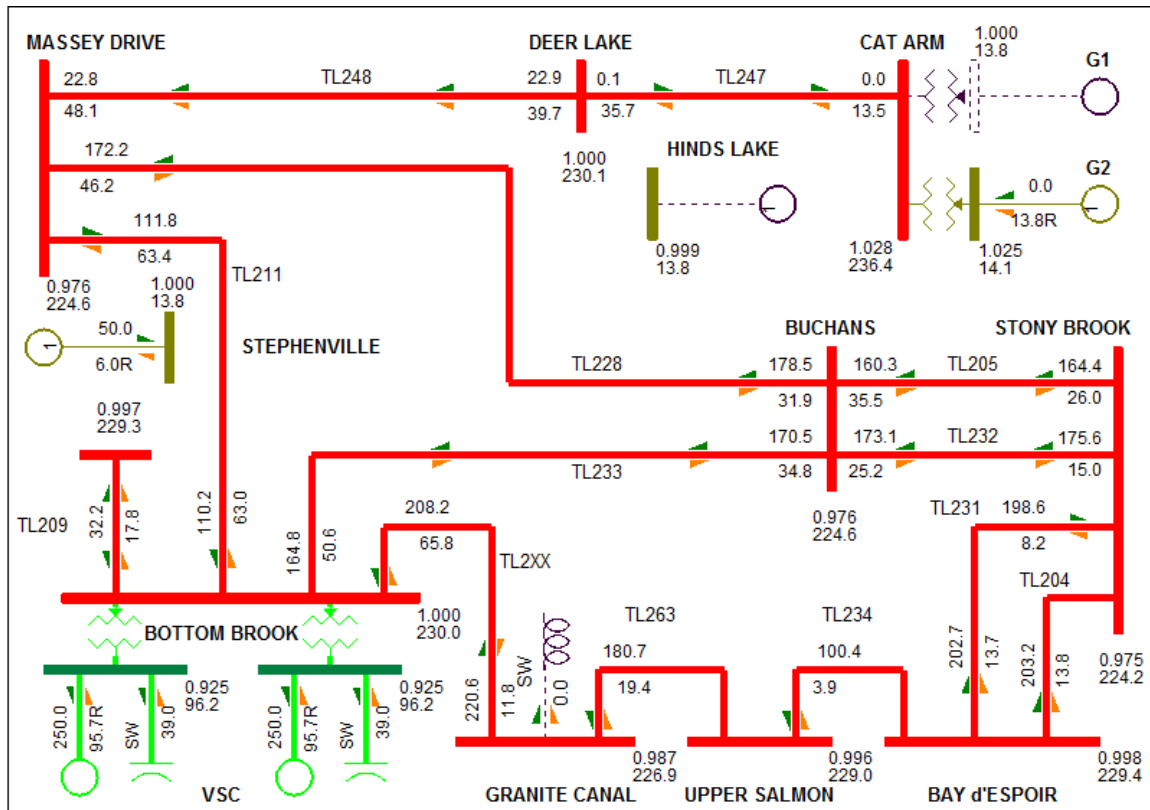 MASSEY DRIVE
DEER LAKE
CAT ARM
1.000
13.8
G1
22.8
TL248
22.9
0.1
TL247
0.0
48.1
39.7
35.7
13.5
172.2
46.2
1.000
230.1
HINDS LAKE
G2
0.0
13.8R
111.8
63.4
TL211
0.999
13.8
1.028
236.4
1.025
14.1
0.976
224.6
1.000
13.8
50.0
1
6.0R
STEPHENVILLE
BUCHANS
STONY BROOK
TL228
178.5
160.3
TL205
164.4
31.9
35.5
26.0
0.997
229.3
170.5
173.1
TL232
175.6
TL233
34.8
25.2
15.0
TL209
32.2
17.8
110.2
63.0
164.8
50.6
208.2
65.8
TL2XX
0.976
224.6
TL231
198.6
8.2
TL204
BOTTOM BROOK
1.000
230.0
TL263
TL234
202.7
13.7
203.2
13.8
0.975
224.2
0.925
96.2
0.925
96.2
220.6
11.8
SW
0.0
180.7
19.4
100.4
3.9
250.0
95.7R
SW
39.0
250.0
95.7R
SW
39.0
0.987
226.9
0.996
229.0
0.998
229.4
VSC
GRANITE CANAL
UPPER SALMON
BAY d'ESPOIR